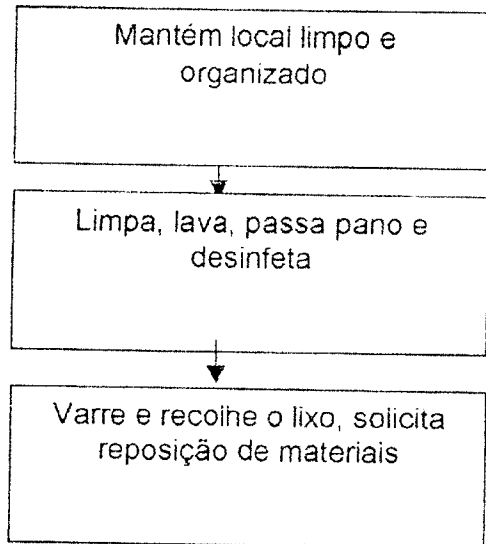 Mantém local limpo e
organizado
Limpa, lava, passa pano e
desinfeta
Varre e recolhe o lixo, solicita
reposição de materiais